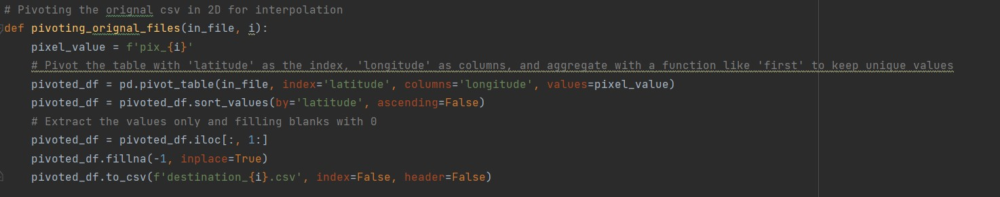 # Pivoting the orignal csv in 2D for interpolation
def pivoting_orignal_files(in_file, i):
    pixel_value = f'pix_{i}'
    # Pivot the table with 'latitude' as the index, 'longitude' as columns, and aggregate with a function like 'first' to keep unique values
    pivoted_df = pd.pivot_table(in_file, index='latitude', columns='longitude', values=pixel_value)
    pivoted_df = pivoted_df.sort_values(by='latitude', ascending=False)
    # Extract the values only and filling blanks with 0
    pivoted_df = pivoted_df.iloc[:, 1:]
    pivoted_df.fillna(-1, inplace=True)
    pivoted_df.to_csv(f'destination_{i}.csv', index=False, header=False)